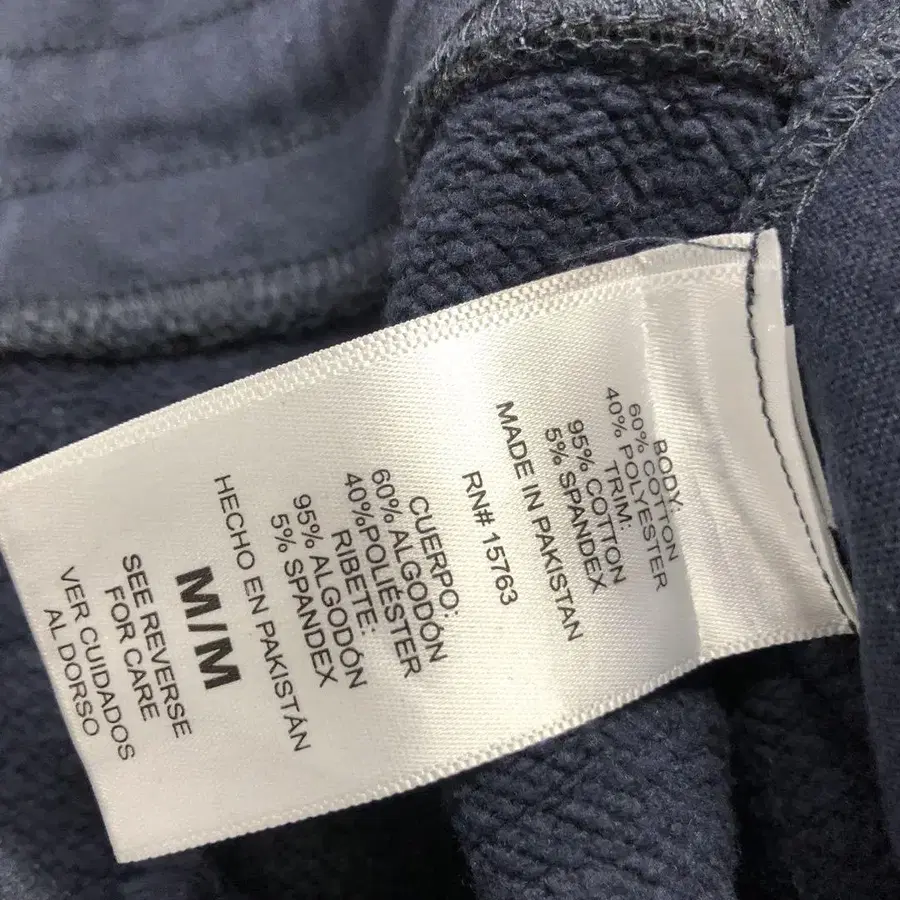 BODY:
60% COTTON
40% POLYESTER
TRIM:
95% COTTON
5% SPANDEX
MADE IN PAKISTAN
RN# 15763
CUERPO:
60% ALGODÓN
40%POLIÉSTER
RIBETE:
95% ALGODÓN
5% SPANDEX
HECHO EN PAKISTÁN
M/M
SEE REVERSE
FOR CARE
VER CUIDADOS
AL DORSO